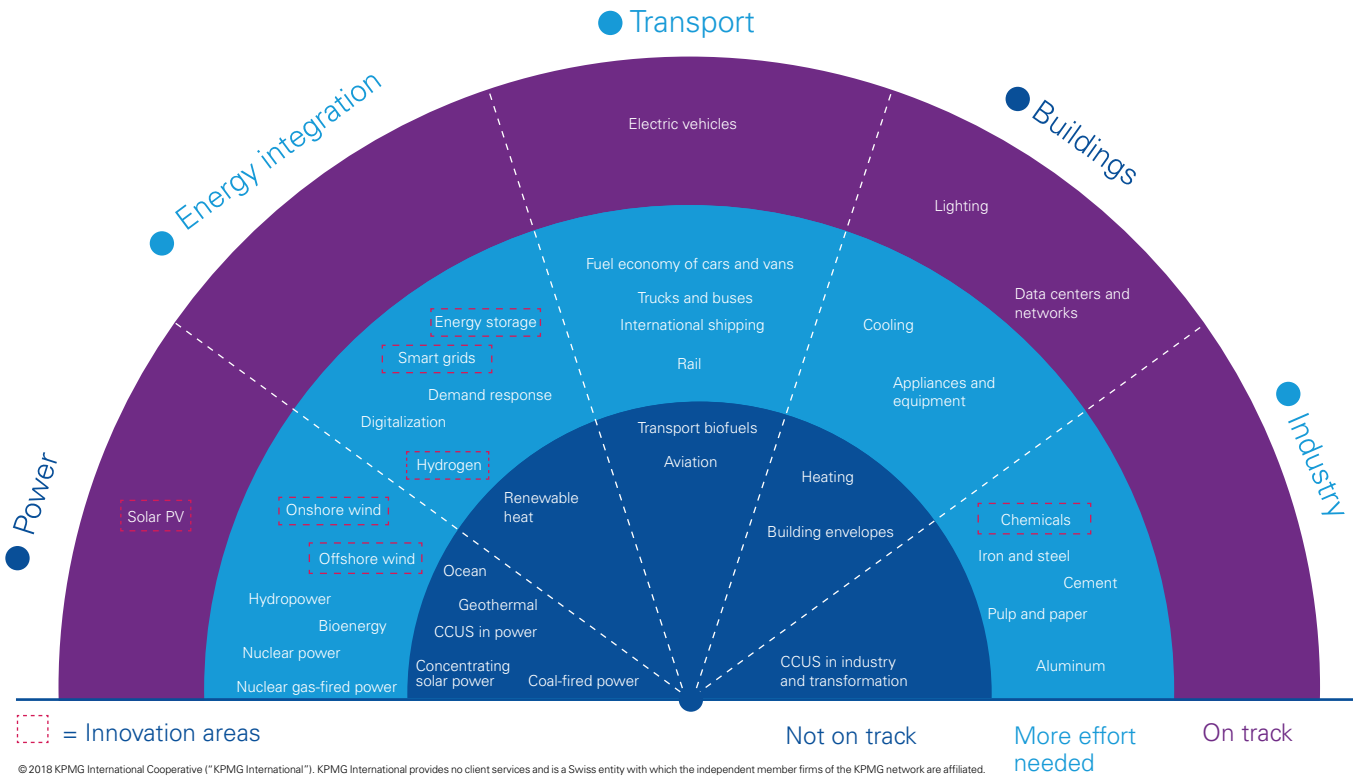 Transport
Energy integration
Buildings
Power
Industry
Electric vehicles
Lighting
Data centers and
networks
Solar PV
Fuel economy of cars and vans
Trucks and buses
International shipping
Rail
Energy storage
Smart grids
Demand response
Digitalization
Hydrogen
Cooling
Appliances and
equipment
Onshore wind
Offshore wind
Hydropower
Bioenergy
Nuclear power
Nuclear gas-fired power
Chemicals
Iron and steel
Cement
Pulp and paper
Aluminum
Transport biofuels
Aviation
Renewable
heat
Heating
Building envelopes
Ocean
Geothermal
CCUS in power
Concentrating
solar power
Coal-fired power
CCUS in industry
and transformation
= Innovation areas
Not on track
More effort
needed
On track
© 2018 KPMG International Cooperative (“KPMG International”). KPMG International provides no client services and is a Swiss entity with which the independent member firms of the KPMG network are affiliated.